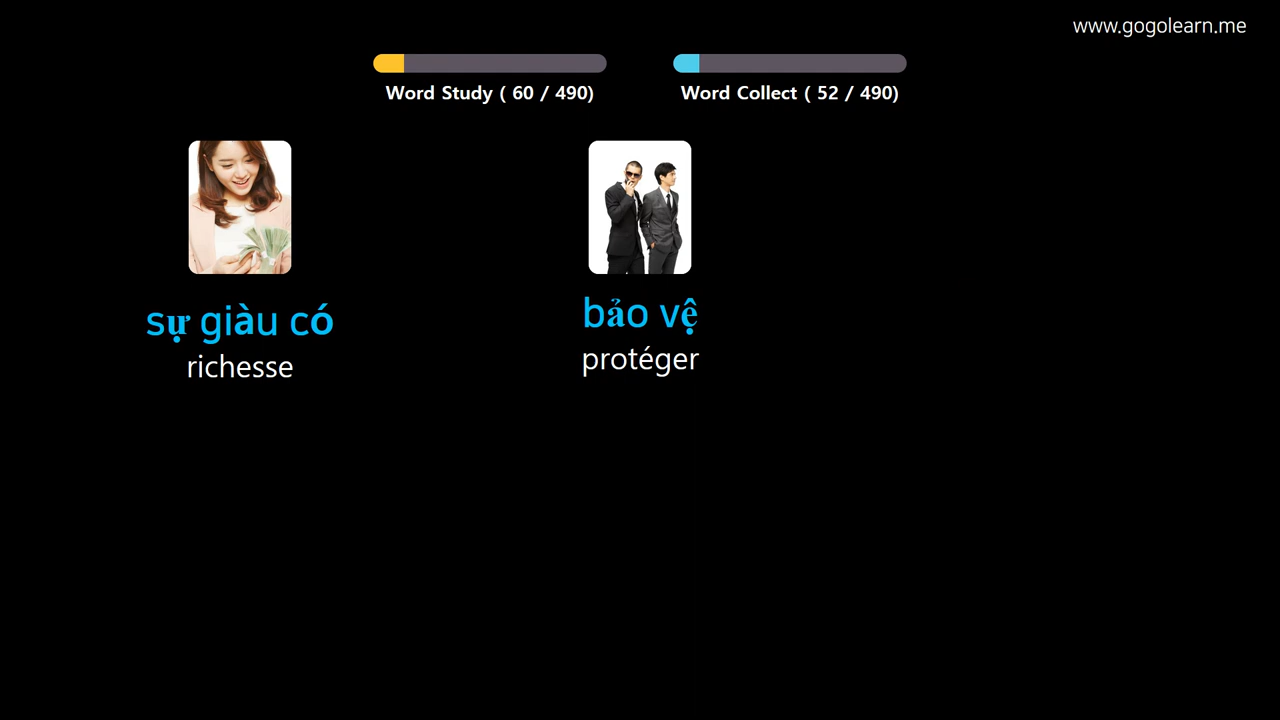 www.gogolearn.me
Word Study ( 60 / 490)
Word Collect ( 52 / 490)
sự giàu có
richesse
bảo vệ
protéger